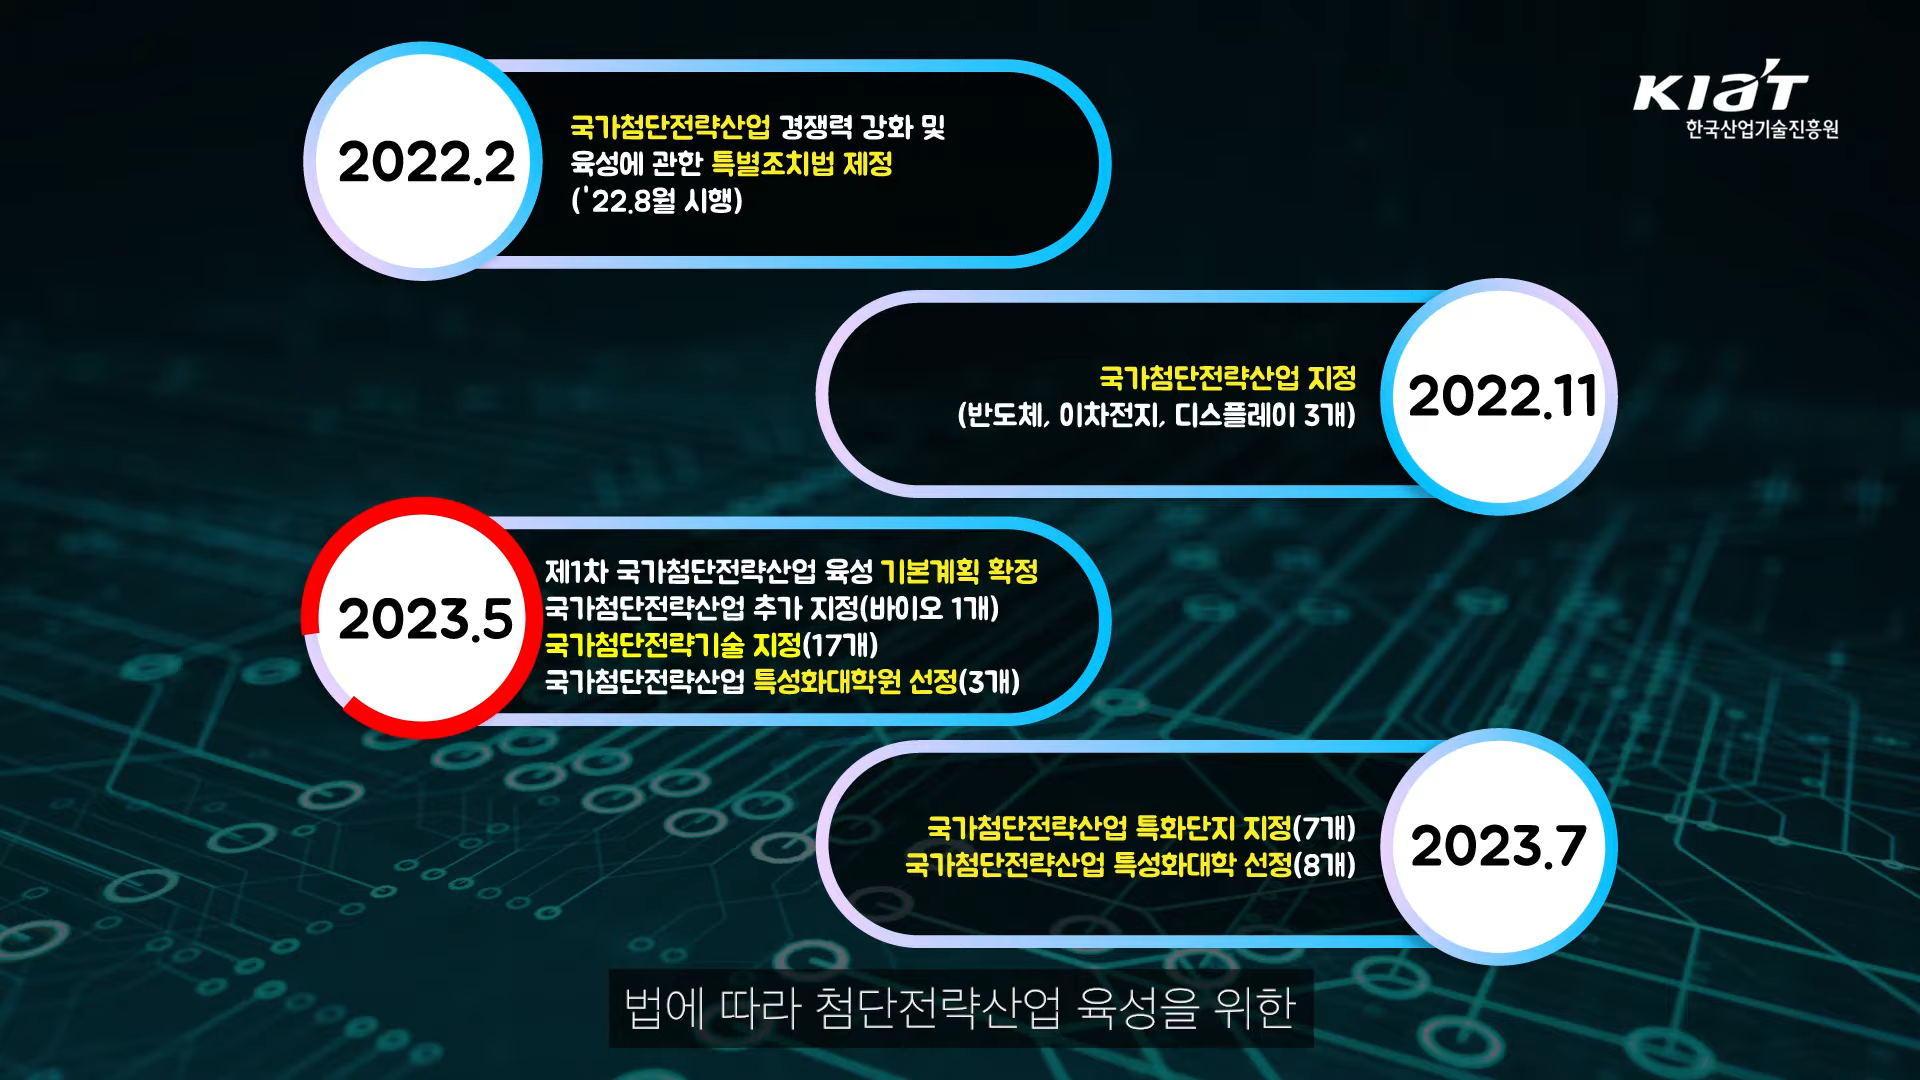 KIAT
한국산업기술진흥원
2022.2
국가첨단전략산업 경쟁력 강화 및
육성에 관한 특별조치법 제정
('22.8월 시행)
국가첨단전략산업 지정
(반도체, 이차전지, 디스플레이 3개)
2022.11
2023.5
제1차 국가첨단전략산업 육성 기본계획 확정
국가첨단전략산업 추가 지정(바이오 1개)
국가첨단전략기술 지정(17개)
국가첨단전략산업 특성화대학원 선정(3개)
국가첨단전략산업 특화단지 지정(7개)
국가첨단전략산업 특성화대학 선정(8개)
2023.7
법에 따라 첨단전략산업 육성을 위한